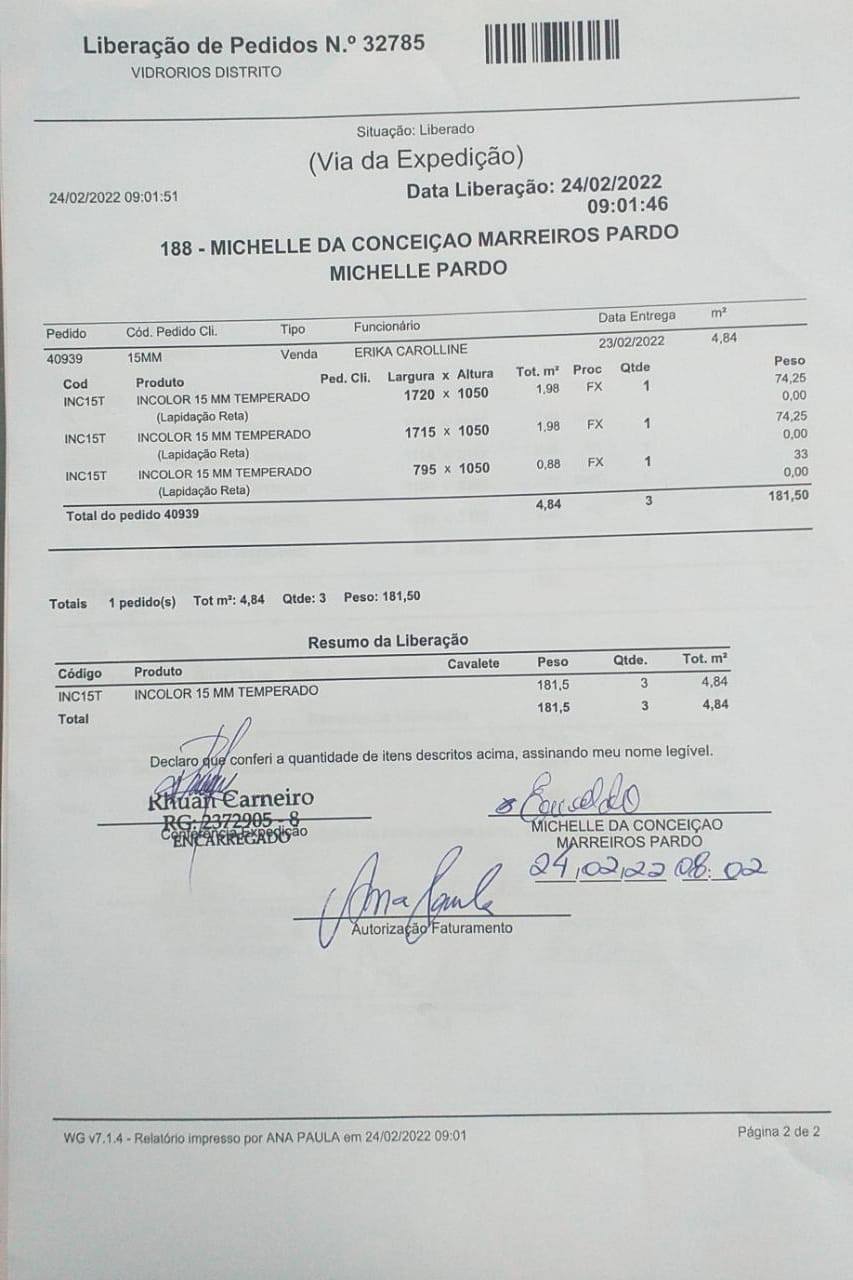 Liberação de Pedidos N.º 32785
VIDRORIOS DISTRITO
Situação: Liberado
(Via da Expedição)
24/02/2022 09:01:51
Data Liberação: 24/02/2022
09:01:46
188 - MICHELLE DA CONCEIÇAO MARREIROS PARDO
MICHELLE PARDO
Pedido Cód. Pedido Cli. Tipo Funcionário Data Entrega m²
40939 15MM Venda ERIKA CAROLLINE 23/02/2022 4,84
Cod Produto Ped. Cli. Largura x Altura Tot. m² Proc Qtde Peso
INC15T INCOLOR 15 MM TEMPERADO 1720 x 1050 1,98 FX 1 74,25
(Lapidação Reta) 0,00
INC15T INCOLOR 15 MM TEMPERADO 1715 x 1050 1,98 FX 1 74,25
(Lapidação Reta) 0,00
INC15T INCOLOR 15 MM TEMPERADO 795 x 1050 0,88 FX 1 33
(Lapidação Reta) 0,00
Total do pedido 40939 4,84 3 181,50
Totais 1 pedido(s) Tot m²: 4,84 Qtde: 3 Peso: 181,50
Resumo da Liberação
Código Produto Cavalete Peso Qtde. Tot. m²
INC15T INCOLOR 15 MM TEMPERADO 181,5 3 4,84
Total 181,5 3 4,84
Declaro que conferi a quantidade de itens descritos acima, assinando meu nome legível.
Rhuan Carneiro
RG: 2372905 - 8
Conferência Expedição
ENCARREGADO
MICHELLE DA CONCEIÇAO
MARREIROS PARDO
24/02/22 08:02
Ana Paula
Autorização Faturamento
WG v7.1.4 - Relatório impresso por ANA PAULA em 24/02/2022 09:01
Página 2 de 2